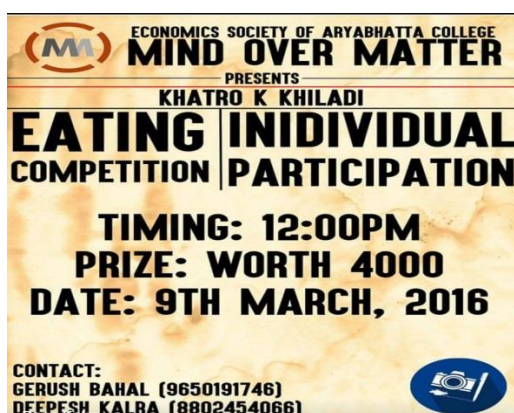 ECONOMICS SOCIETY OF ARYABHATTA COLLEGE
MIND OVER MATTER
PRESENTS
KHATRO K KHILADI
EATING
COMPETITION
INIDIVIDUAL
PARTICIPATION
TIMING: 12:00PM
PRIZE: WORTH 4000
DATE: 9TH MARCH, 2016
CONTACT:
GERUSH BAHAL (9650191746)
DEEPESH KALRA (8802454066)